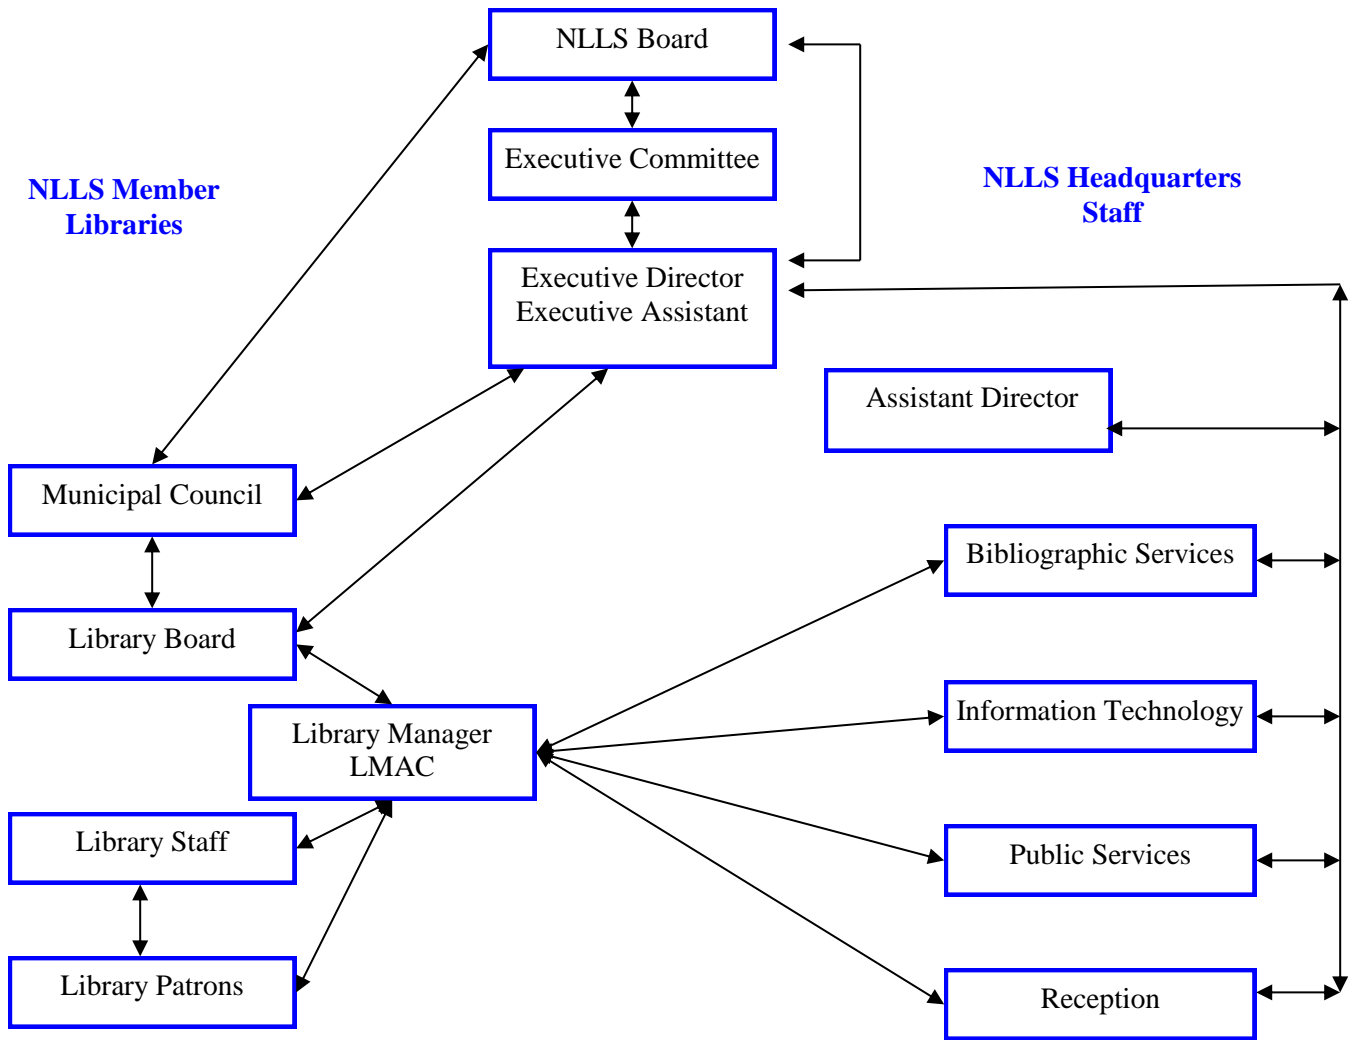 NLLS Board
Executive Committee
NLLS Member
Libraries
NLLS Headquarters
Staff
Executive Director
Executive Assistant
Assistant Director
Municipal Council
Bibliographic Services
Library Board
Information Technology
Library Manager
LMAC
Library Staff
Public Services
Library Patrons
Reception